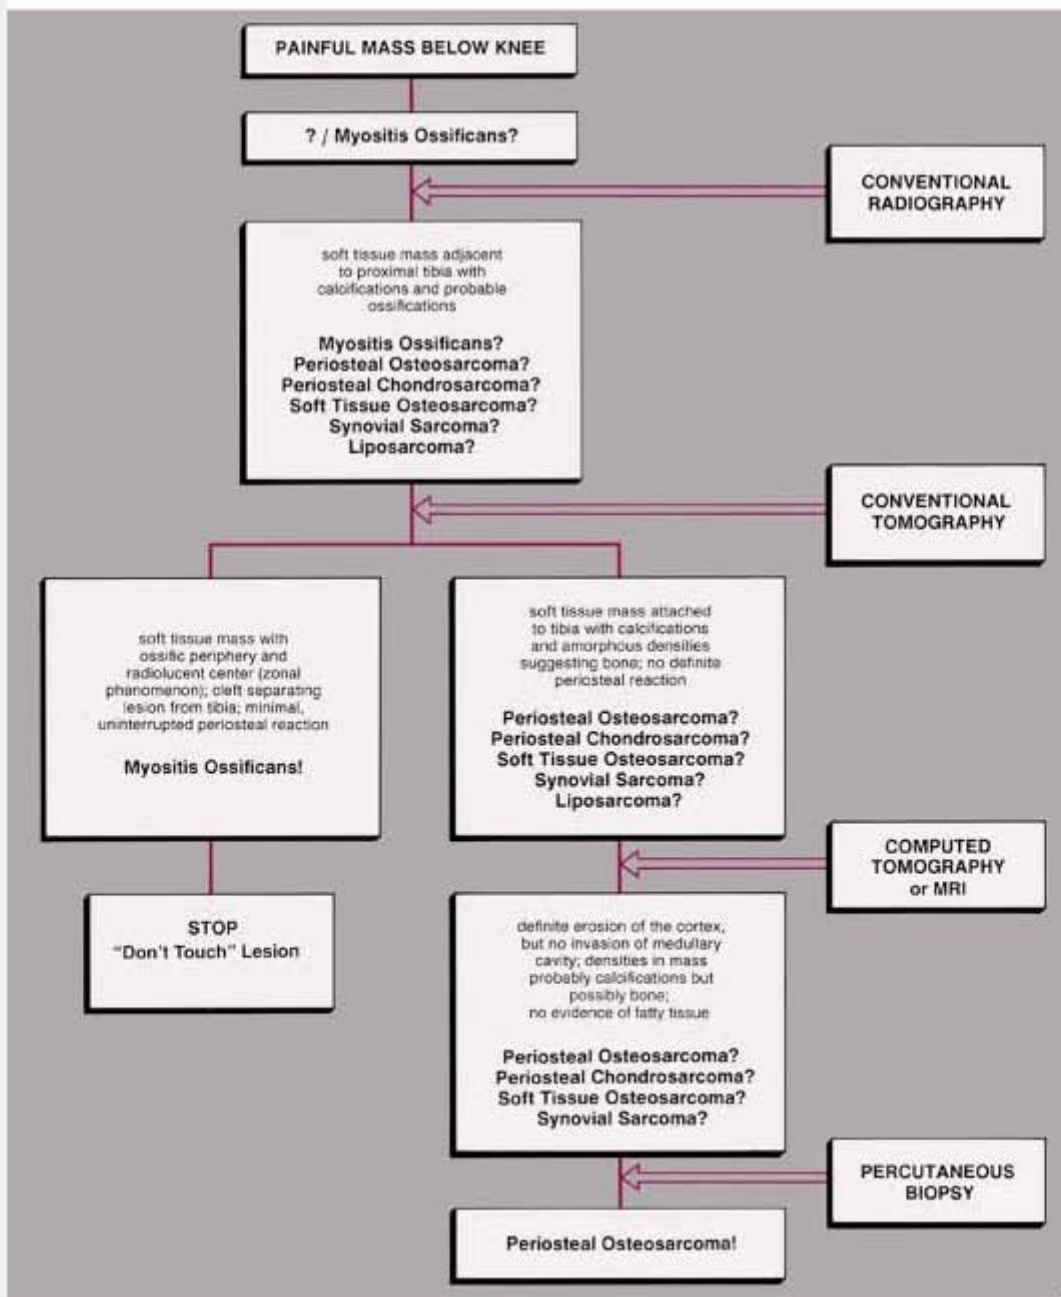 PAINFUL MASS BELOW KNEE
? / Myositis Ossificans?
CONVENTIONAL
RADIOGRAPHY
soft tissue mass adjacent
to proximal tibia with
calcifications and probable
ossifications
Myositis Ossificans?
Periosteal Osteosarcoma?
Periosteal Chondrosarcoma?
Soft Tissue Osteosarcoma?
Synovial Sarcoma?
Liposarcoma?
CONVENTIONAL
TOMOGRAPHY
soft tissue mass with
ossific periphery and
radiolucent center (zonal
phenomenon); cleft separating
lesion from tibia; minimal,
uninterrupted periosteal reaction
Myositis Ossificans!
STOP
“Don't Touch” Lesion
soft tissue mass attached
to tibia with calcifications
and amorphous densities
suggesting bone; no definite
periosteal reaction
Periosteal Osteosarcoma?
Periosteal Chondrosarcoma?
Soft Tissue Osteosarcoma?
Synovial Sarcoma?
Liposarcoma?
COMPUTED
TOMOGRAPHY
or MRI
definite erosion of the cortex,
but no invasion of medullary
cavity; densities in mass
probably calcifications but
possibly bone;
no evidence of fatty tissue
Periosteal Osteosarcoma?
Periosteal Chondrosarcoma?
Soft Tissue Osteosarcoma?
Synovial Sarcoma?
PERCUTANEOUS
BIOPSY
Periosteal Osteosarcoma!